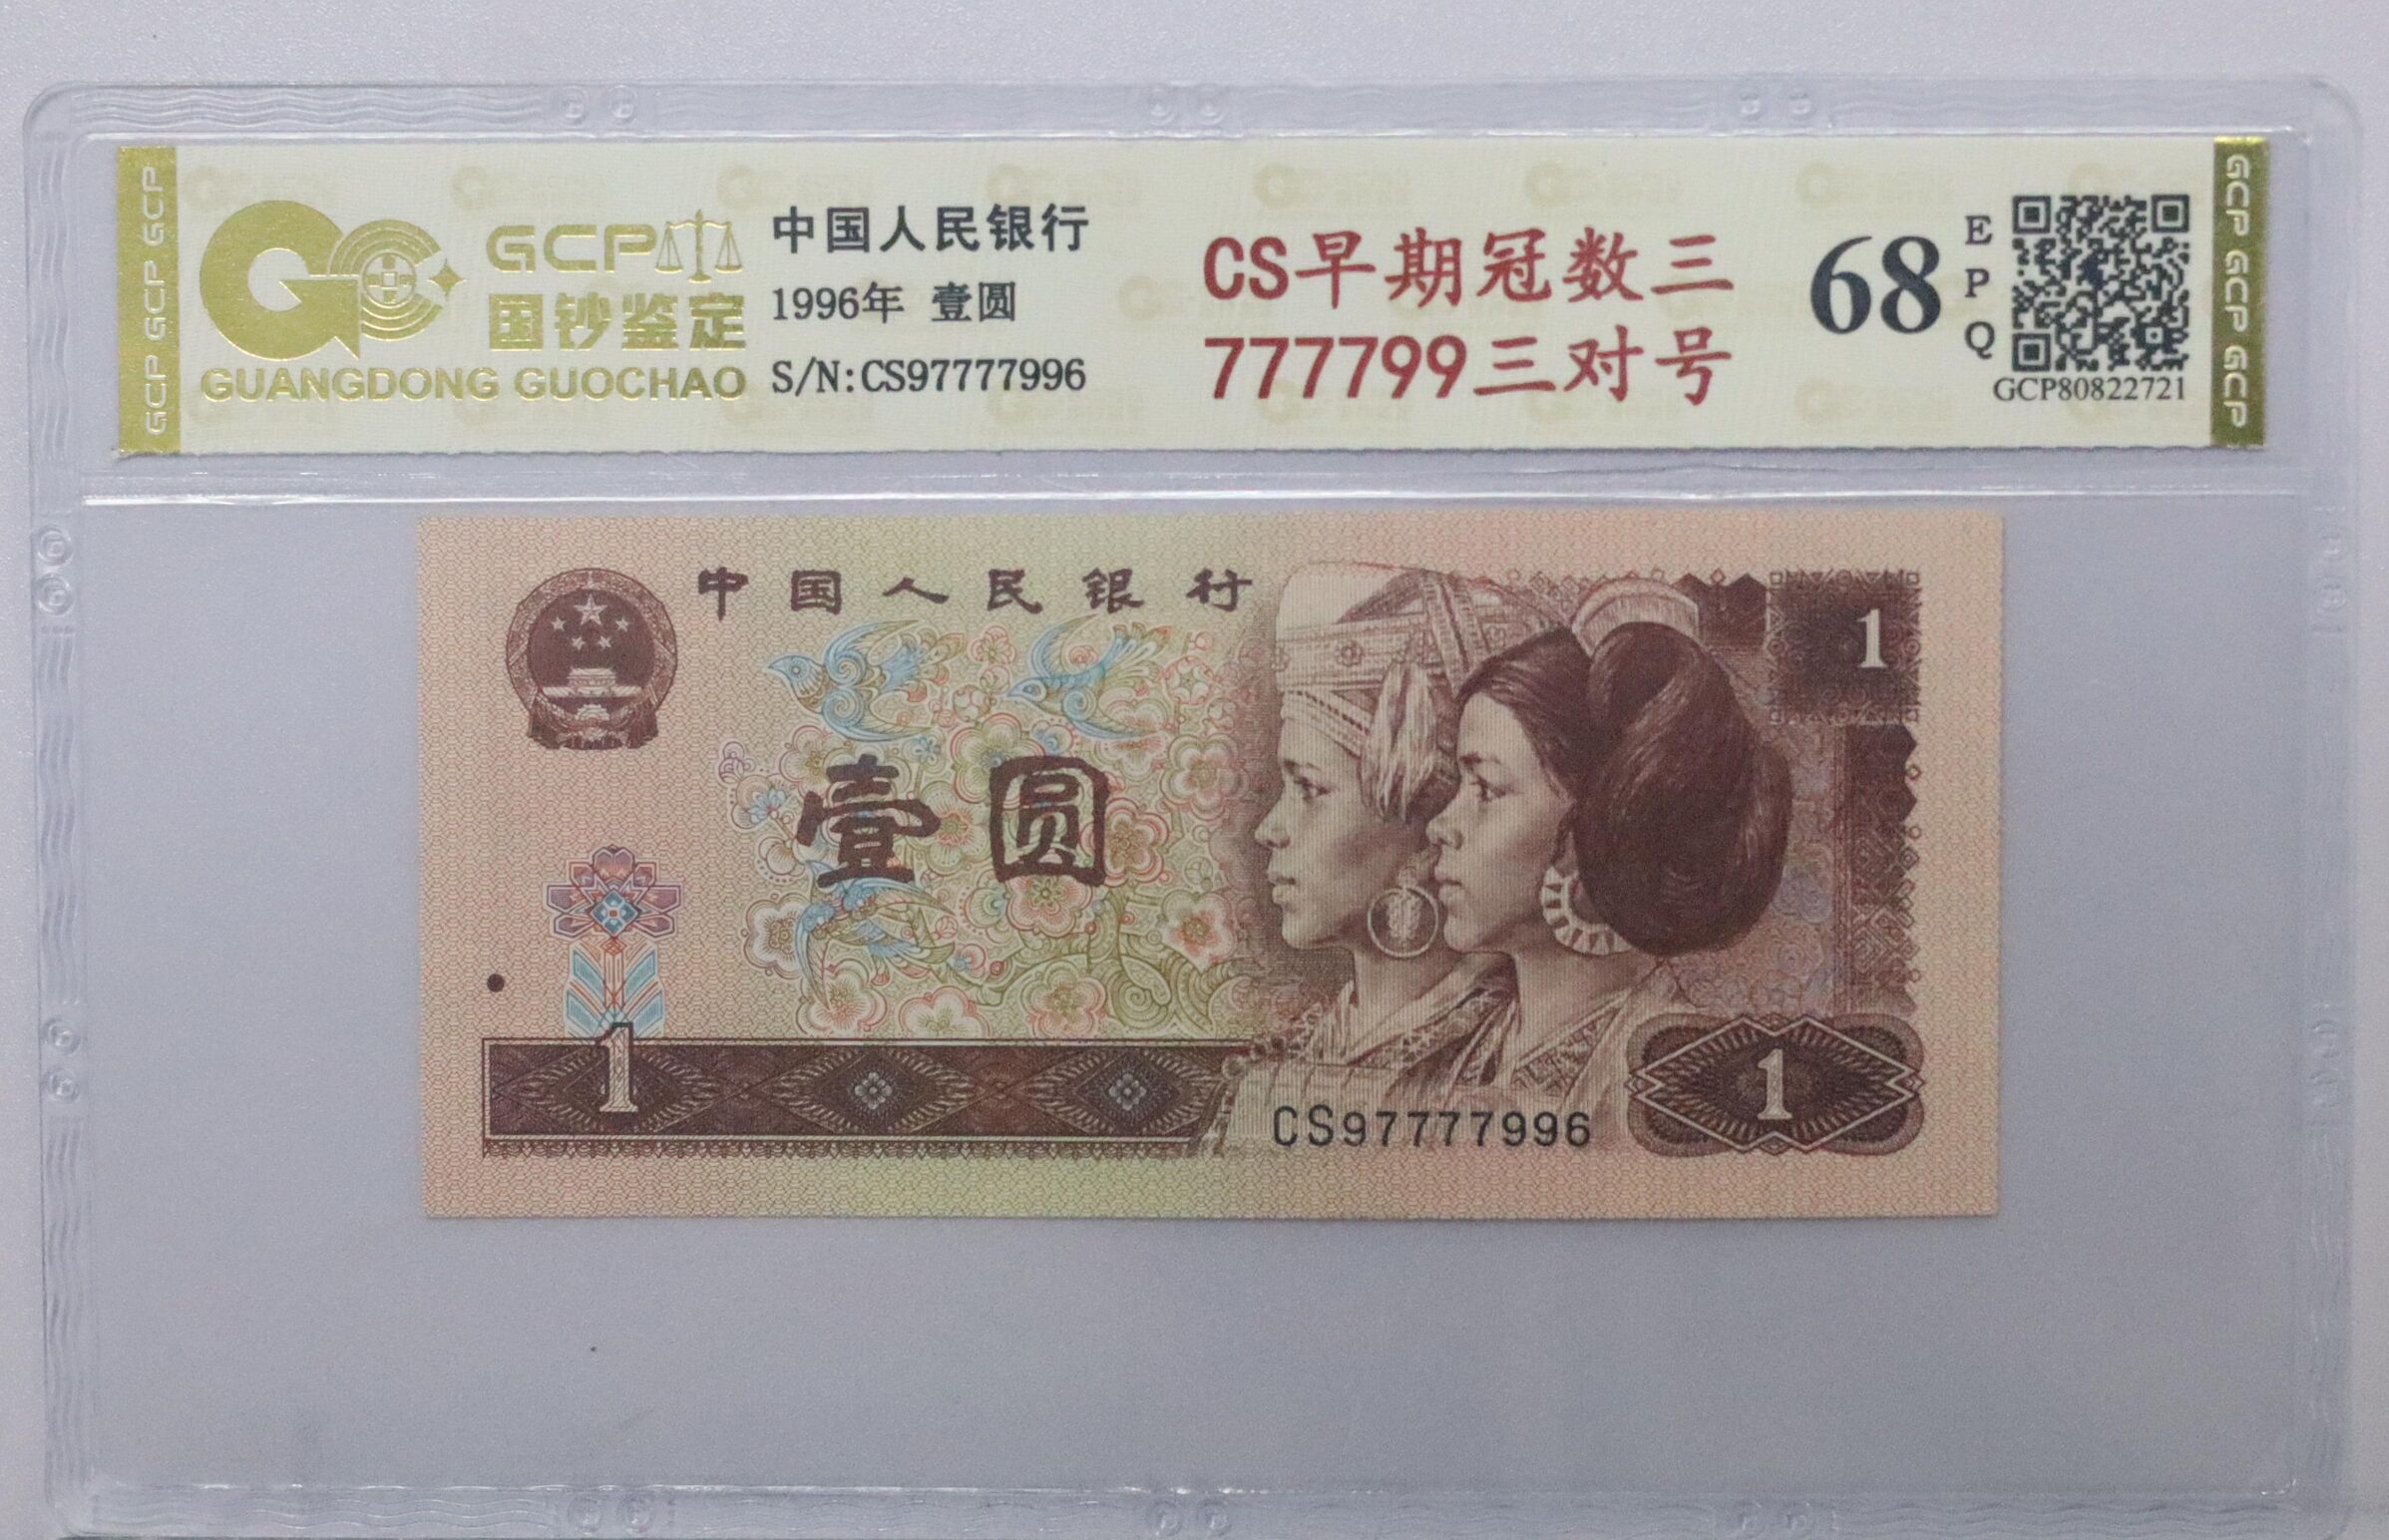 GCP GCP GCP
GCP
国钞鉴定
GUANGDONG GUOCHAO
中国人民银行
1996年 壹圆
S/N:CS97777996
CS早期冠数三
777799三对号
68
E
P
Q
GCP80822721
GCP GCP GCP
中国人民银行
1
壹圆
1
CS97777996
1